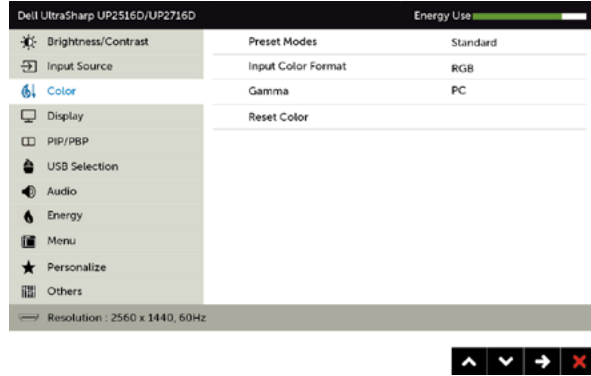 Dell UltraSharp UP2516D/UP2716D
Energy Use
Brightness/Contrast
Input Source
Color
Display
PIP/PBP
USB Selection
Audio
Energy
Menu
Personalize
Others
Preset Modes Standard
Input Color Format RGB
Gamma PC
Reset Color
Resolution : 2560 x 1440, 60Hz